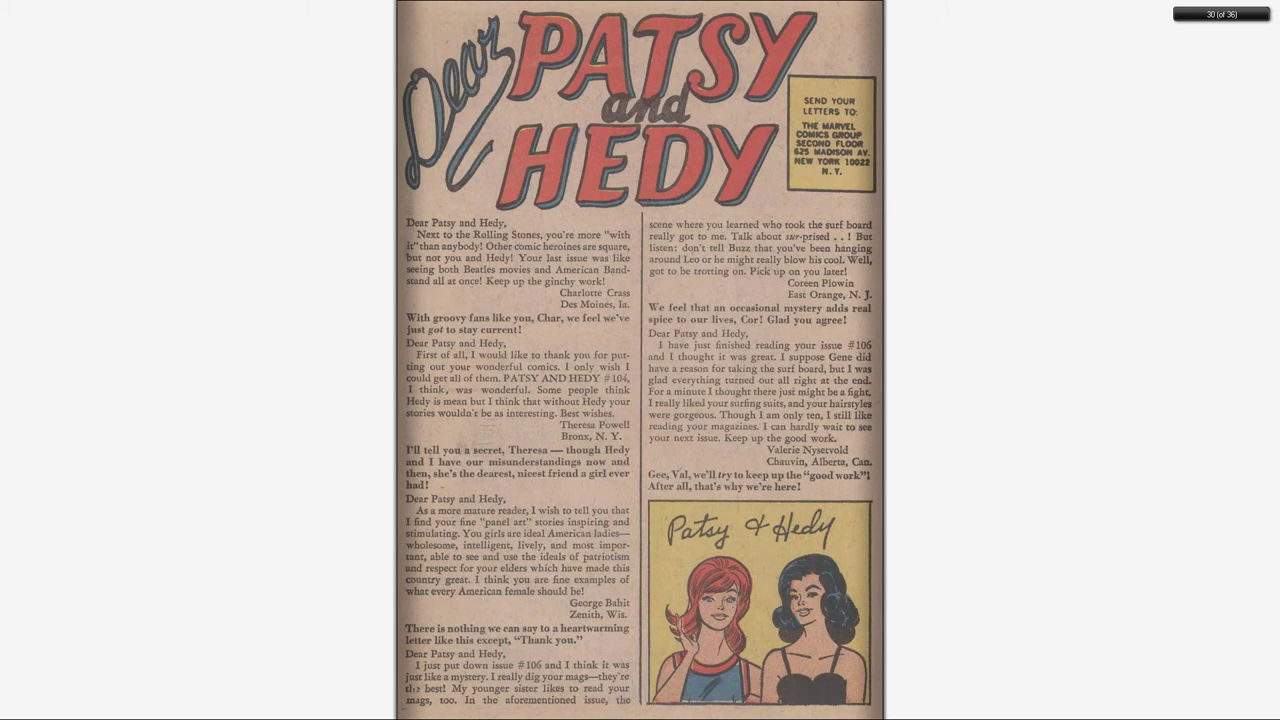 30 (of 36)
Dear PATSY
and
HEDY
SEND YOUR
LETTERS TO:
THE MARVEL
COMICS GROUP
SECOND FLOOR
625 MADISON AV.
NEW YORK 10022
N. Y.
Dear Patsy and Hedy,
Next to the Rolling Stones, you're more "with
it"than anybody! Other comic heroines are square,
but not you and Hedy! Your last issue was like
seeing both Beatles movies and American Band-
stand all at once! Keep up the ginchy work!
Charlotte Crass
Des Moines, Ia.
With groovy fans like you, Char, we feel we've
just got to stay current!
Dear Patsy and Hedy,
First of all, I would like to thank you for put-
ting out your wonderful comics. I only wish I
could get all of them. PATSY AND HEDY #104,
I think, was wonderful. Some people think
Hedy is mean but I think that without Hedy your
stories wouldn't be as interesting. Best wishes.
Theresa Powell
Bronx, N. Y.
I'll tell you a secret, Theresa — though Hedy
and I have our misunderstandings now and
then, she's the dearest, nicest friend a girl ever
had!
Dear Patsy and Hedy,
As a more mature reader, I wish to tell you that
I find your fine "panel art" stories inspiring and
stimulating. You girls are ideal American ladies—
wholesome, intelligent, lively, and most impor-
tant, able to see and use the ideals of patriotism
and respect for your elders which have made this
country great. I think you are fine examples of
what every American female should be!
George Babit
Zenith, Wis.
There is nothing we can say to a heartwarming
letter like this except, "Thank you."
Dear Patsy and Hedy,
I just put down issue #106 and I think it was
just like a mystery. I really dig your mags—they're
the best! My younger sister likes to read your
mags, too. In the aforementioned issue, the
scene where you learned who took the surf board
really got to me. Talk about sur-prised . . ! But
listen: don't tell Buzz that you've been hanging
around Leo or he might really blow his cool. Well,
got to be trotting on. Pick up on you later!
Coreen Plowin
East Orange, N. J.
We feel that an occasional mystery adds real
spice to our lives, Cor! Glad you agree!
Dear Patsy and Hedy,
I have just finished reading your issue #106
and I thought it was great. I suppose Gene did
have a reason for taking the surf board, but I was
glad everything turned out all right at the end.
For a minute I thought there just might be a fight.
I really liked your surfing suits, and your hairstyles
were gorgeous. Though I am only ten, I still like
reading your magazines. I can hardly wait to see
your next issue. Keep up the good work.
Valerie Nysetvold
Chauvin, Alberta, Can.
Gee, Val, we'll try to keep up the "good work"!
After all, that's why we're here!
Patsy & Hedy